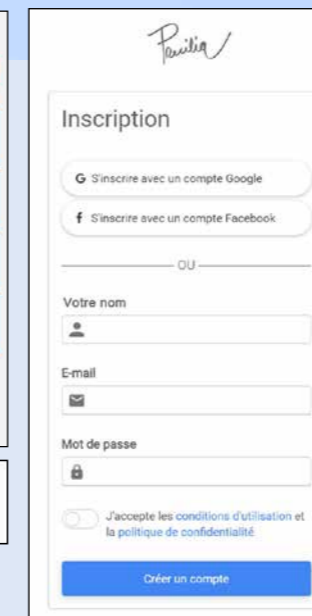 Inscription
G S'inscrire avec un compte Google
f S'inscrire avec un compte Facebook
OU
Votre nom
E-mail
Mot de passe
J'accepte les conditions d'utilisation et
la politique de confidentialité
Créer un compte